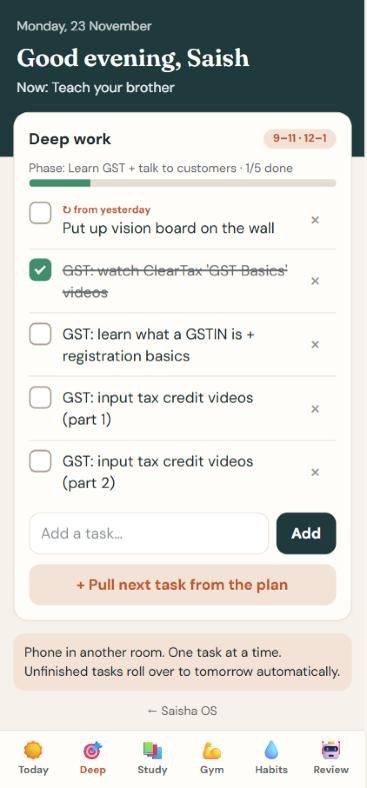 Monday, 23 November
Good evening, Saish
Now: Teach your brother
Deep work
9–11 · 12–1
Phase: Learn GST + talk to customers · 1/5 done
↻ from yesterday
Put up vision board on the wall
×
GST: watch ClearTax 'GST Basics'
videos
×
GST: learn what a GSTIN is +
registration basics
×
GST: input tax credit videos
(part 1)
×
GST: input tax credit videos
(part 2)
×
Add a task...
Add
+ Pull next task from the plan
Phone in another room. One task at a time.
Unfinished tasks roll over to tomorrow automatically.
← Saisha OS
Today Deep Study Gym Habits Review